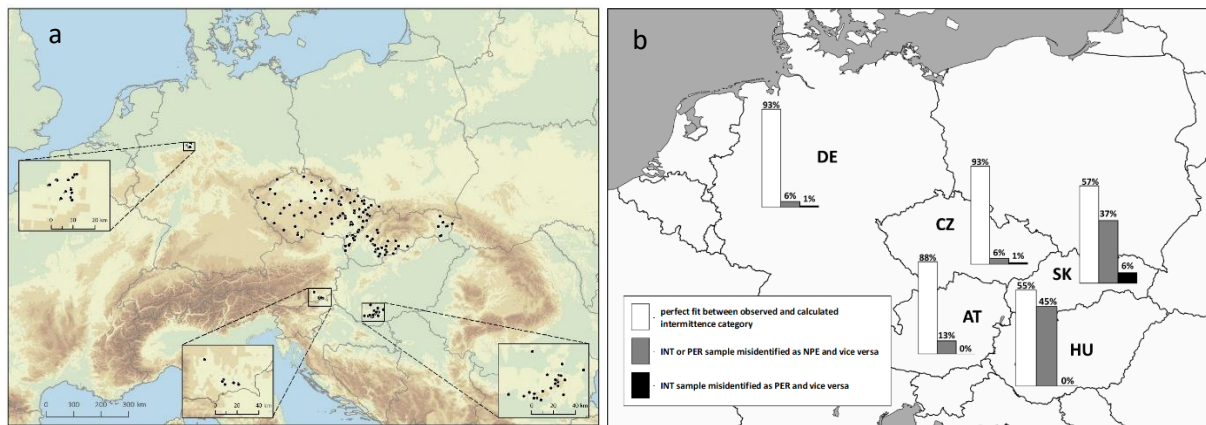 a
0 10 20 km
0 100 200 300 km
0 20 40 km
0 20 40 km
b
93%
6%
1%
DE
93%
6%
1%
CZ
57%
37%
6%
SK
88%
13%
0%
AT
55%
45%
0%
HU
perfect fit between observed and calculated
intermittence category
INT or PER sample misidentified as NPE and vice versa
INT sample misidentified as PER and vice versa